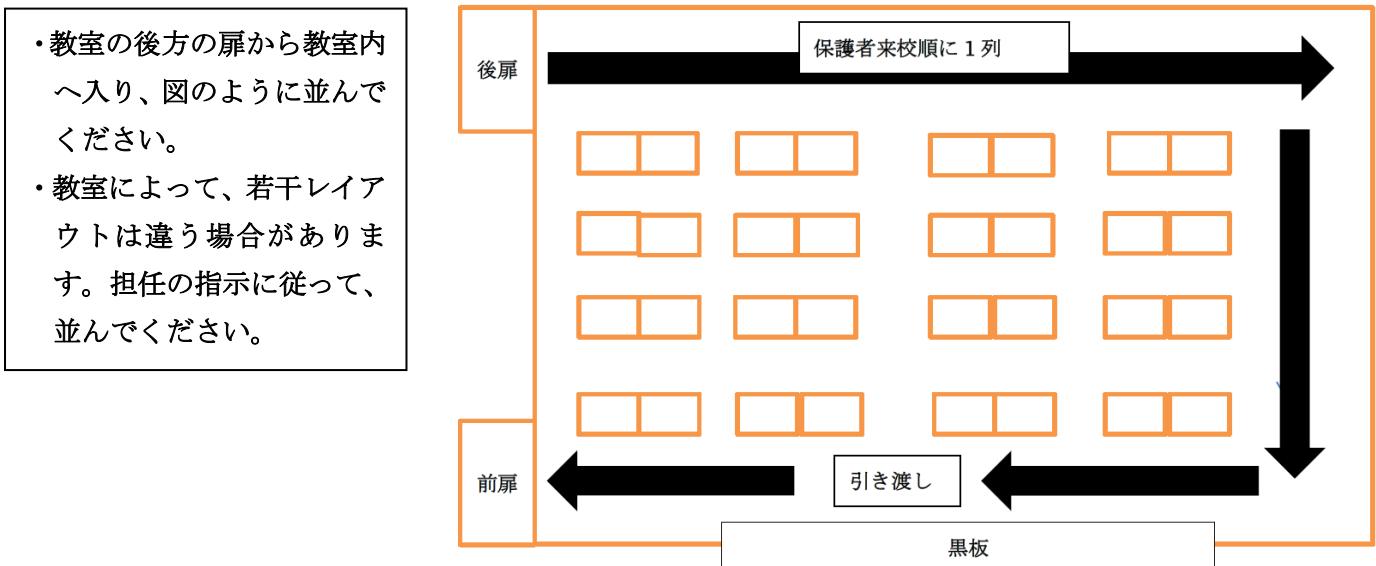 ・教室の後方の扉から教室内
へ入り、図のように並んで
ください。
・教室によって、若干レイア
ウトは違う場合がありま
す。担任の指示に従って、
並んでください。
後扉
保護者来校順に１列
前扉
引き渡し
黒板